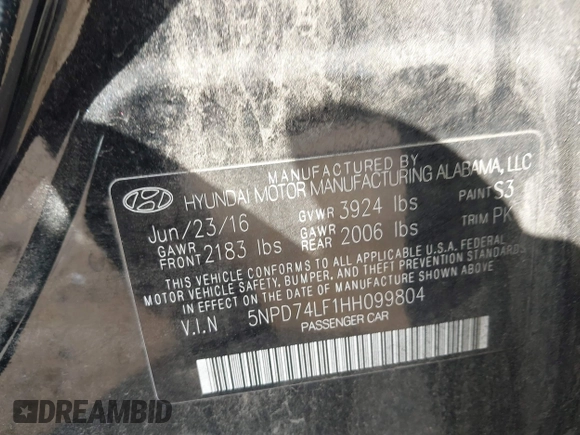 MANUFACTURED BY
HYUNDAI MOTOR MANUFACTURING ALABAMA, LLC
Jun/23/16 GVWR 3924 lbs PAINT S3
GAWR FRONT 2183 lbs GAWR REAR 2006 lbs TRIM PK
THIS VEHICLE CONFORMS TO ALL APPLICABLE U.S.A. FEDERAL
MOTOR VEHICLE SAFETY, BUMPER, AND THEFT PREVENTION STANDARDS
IN EFFECT ON THE DATE OF MANUFACTURE SHOWN ABOVE.
V.I.N 5NPD74LF1HH099804
PASSENGER CAR
DREAMBID